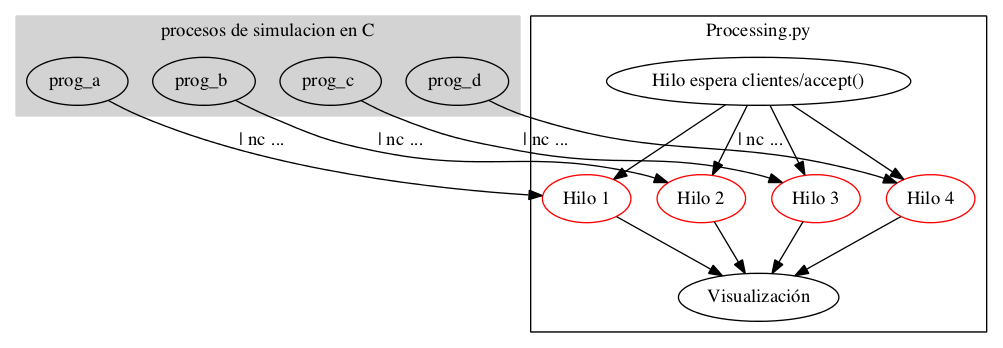 procesos de simulacion en C
prog_a
prog_b
prog_c
prog_d
Processing.py
Hilo espera clientes/accept()
| nc ...
| nc ...
| nc ...
| nc ...
Hilo 1
Hilo 2
Hilo 3
Hilo 4
Visualización